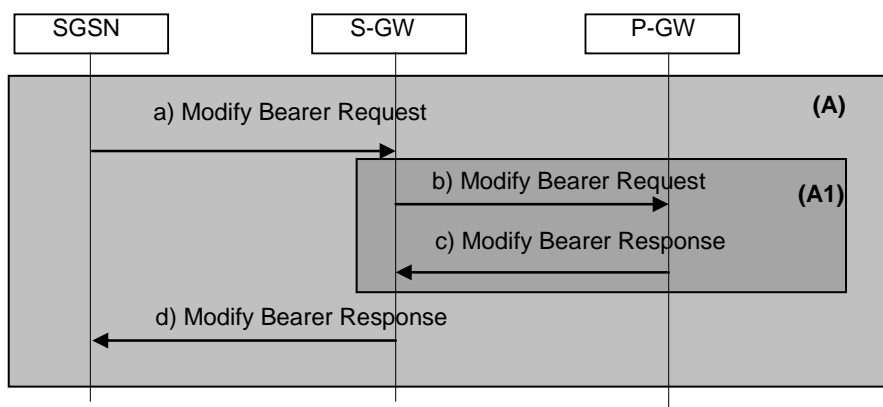 SGSN
S-GW
P-GW
(A)
a) Modify Bearer Request
b) Modify Bearer Request
(A1)
c) Modify Bearer Response
d) Modify Bearer Response